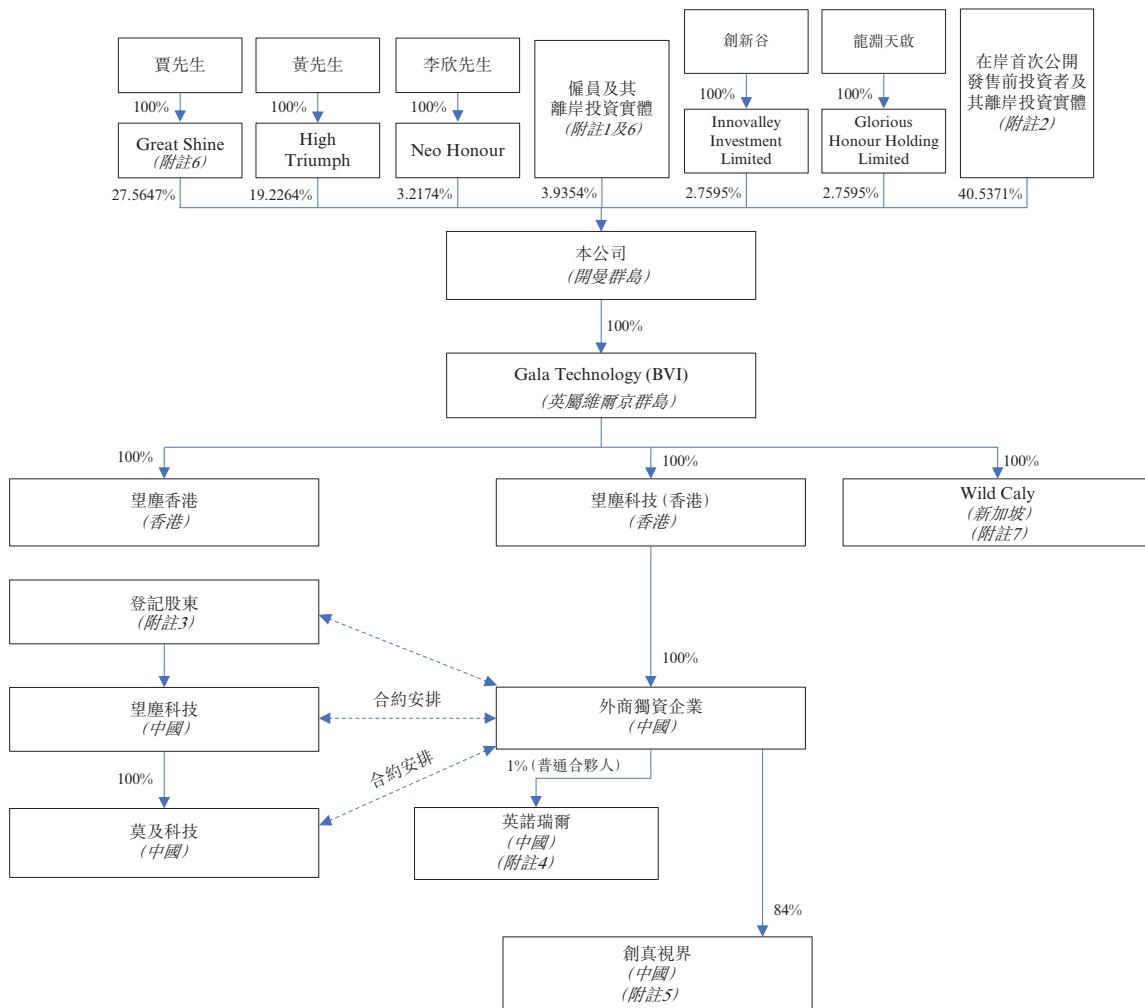 賈先生
黃先生
李欣先生
僱員及其
離岸投資實體
(附註1及6)
創新谷
龍淵天啟
在岸首次公開
發售前投資者及
其離岸投資實體
(附註2)
100%
100%
100%
100%
100%
Great Shine
(附註6)
High
Triumph
Neo Honour
Innovalley
Investment
Limited
Glorious
Honour Holding
Limited
27.5647%
19.2264%
3.2174%
3.9354%
2.7595%
2.7595%
40.5371%
本公司
(開曼群島)
100%
Gala Technology (BVI)
(英屬維爾京群島)
100%
100%
100%
望塵香港
(香港)
望塵科技 (香港)
(香港)
Wild Caly
(新加坡)
(附註7)
登記股東
(附註3)
100%
望塵科技
(中國)
合約安排
外商獨資企業
(中國)
100%
合約安排
1% (普通合夥人)
莫及科技
(中國)
英諾瑞爾
(中國)
(附註4)
84%
創真視界
(中國)
(附註5)